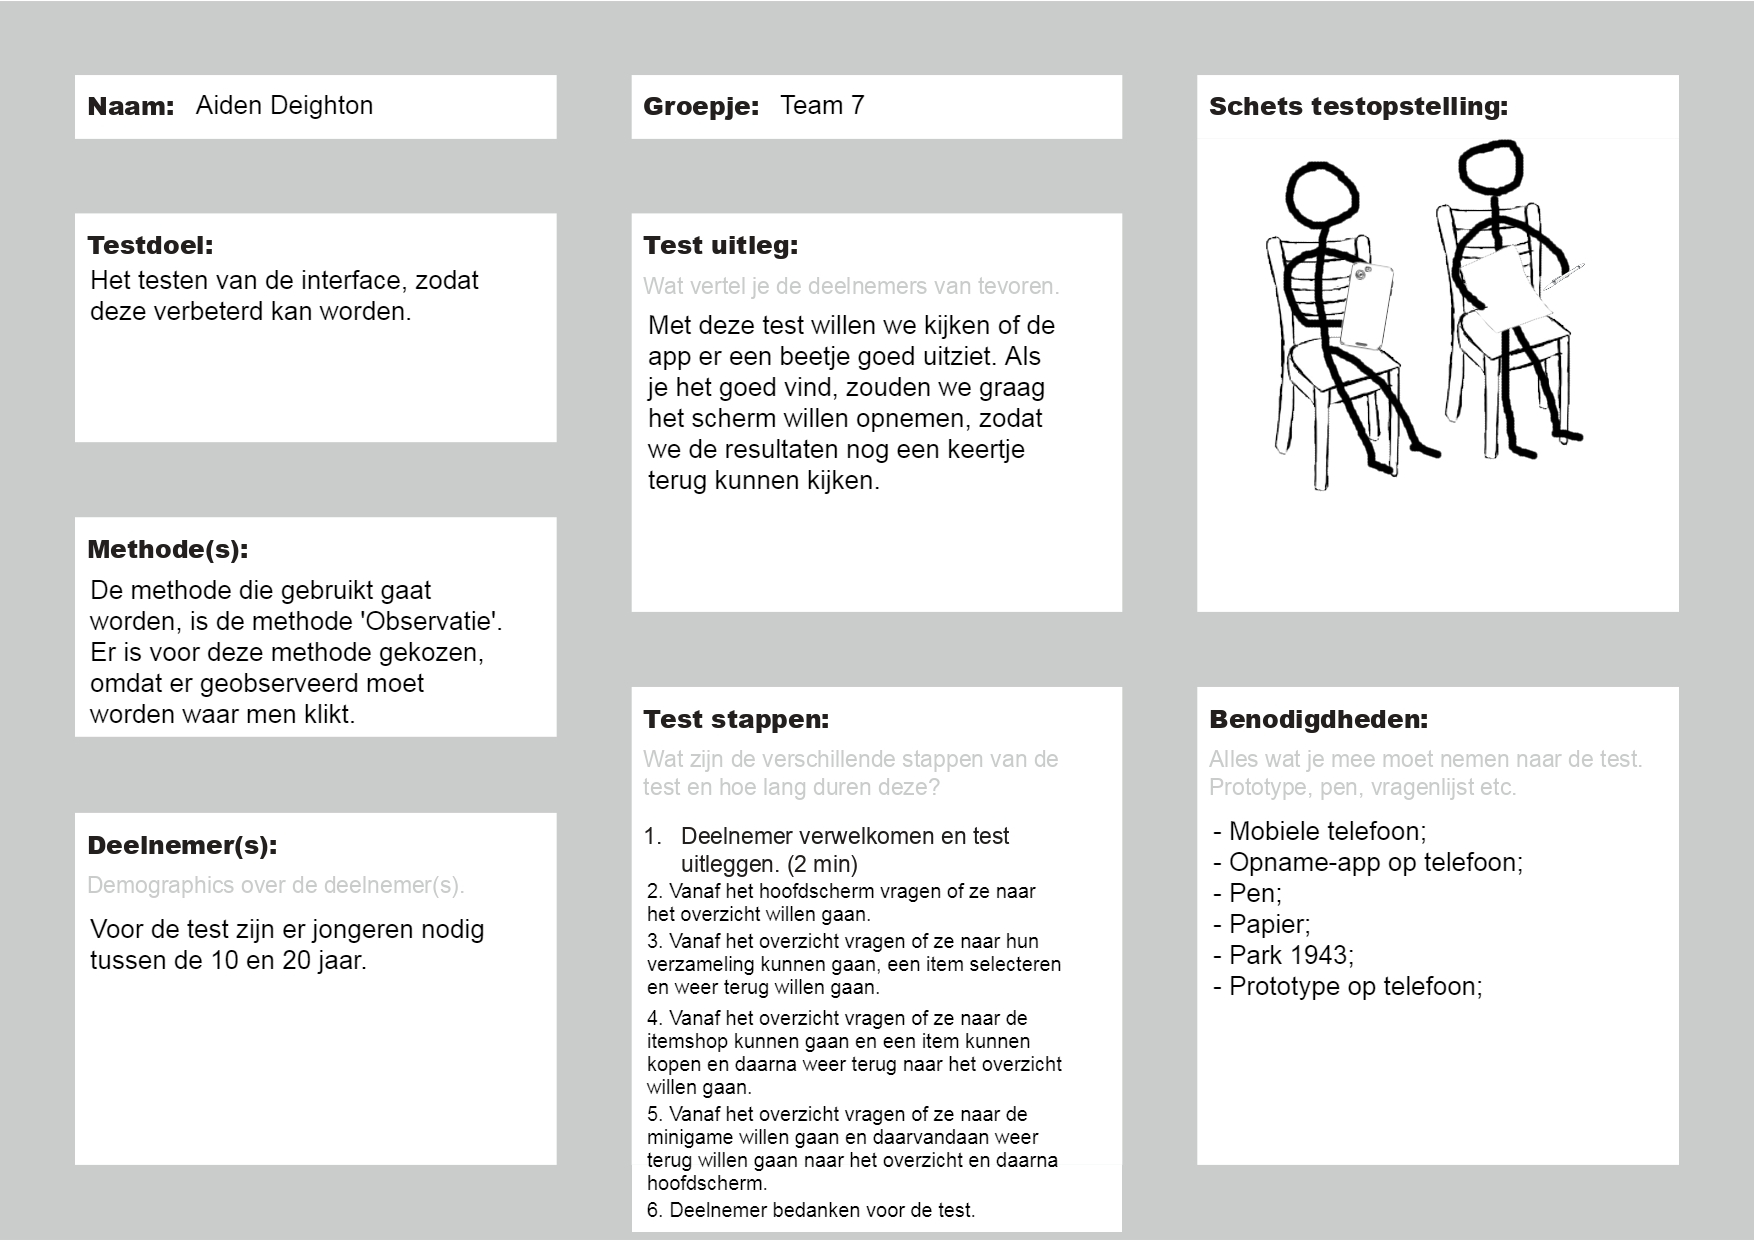 Naam: Aiden Deighton
Testdoel:
Het testen van de interface, zodat
deze verbeterd kan worden.
Methode(s):
De methode die gebruikt gaat
worden, is de methode 'Observatie'.
Er is voor deze methode gekozen,
omdat er geobserveerd moet
worden waar men klikt.
Deelnemer(s):
Demographics over de deelnemer(s).
Voor de test zijn er jongeren nodig
tussen de 10 en 20 jaar.
Groepje: Team 7
Test uitleg:
Wat vertel je de deelnemers van tevoren.
Met deze test willen we kijken of de
app er een beetje goed uitziet. Als
je het goed vind, zouden we graag
het scherm willen opnemen, zodat
we de resultaten nog een keertje
terug kunnen kijken.
Test stappen:
Wat zijn de verschillende stappen van de
test en hoe lang duren deze?
1. Deelnemer verwelkomen en test
uitleggen. (2 min)
2. Vanaf het hoofdscherm vragen of ze naar
het overzicht willen gaan.
3. Vanaf het overzicht vragen of ze naar hun
verzameling kunnen gaan, een item selecteren
en weer terug willen gaan.
4. Vanaf het overzicht vragen of ze naar de
itemshop kunnen gaan en een item kunnen
kopen en daarna weer terug naar het overzicht
willen gaan.
5. Vanaf het overzicht vragen of ze naar de
minigame willen gaan en daarvandaan weer
terug willen gaan naar het overzicht en daarna
hoofdscherm.
6. Deelnemer bedanken voor de test.
Schets testopstelling:
Benodigdheden:
Alles wat je mee moet nemen naar de test.
Prototype, pen, vragenlijst etc.
- Mobiele telefoon;
- Opname-app op telefoon;
- Pen;
- Papier;
- Park 1943;
- Prototype op telefoon;